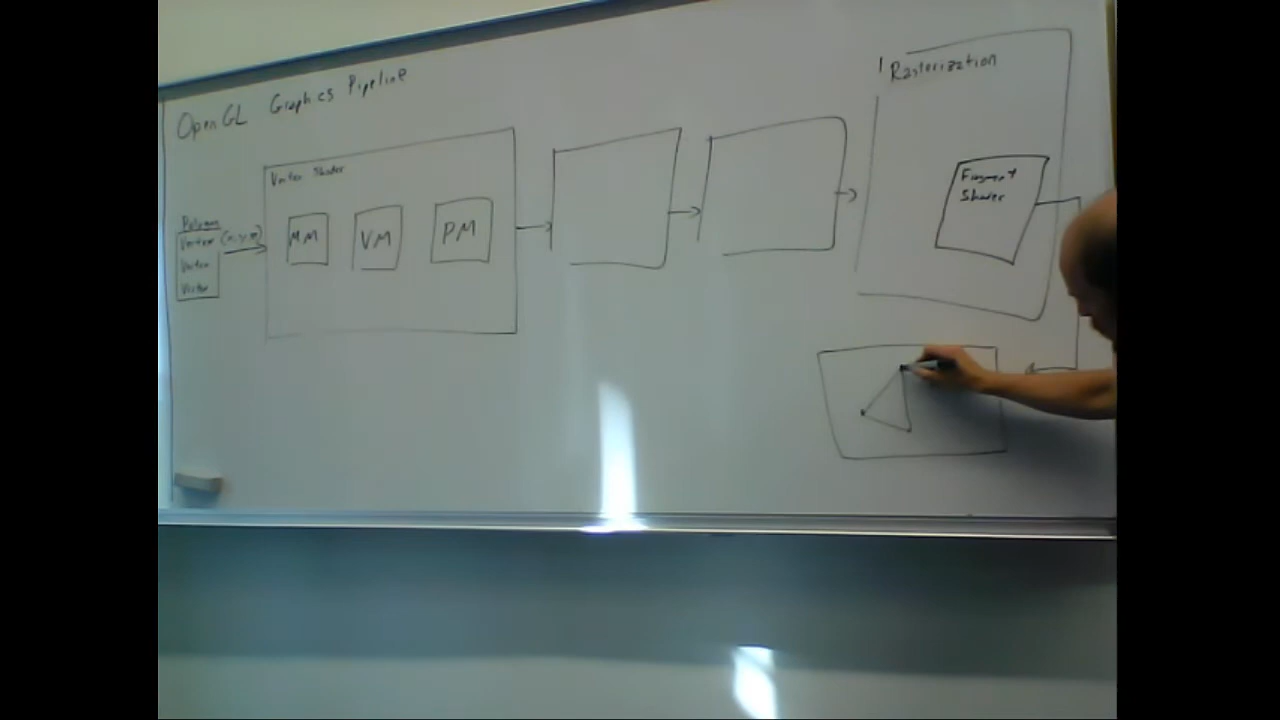 OpenGL Graphics Pipeline
Rasterization
Vertex Shader
Fragment
Shader
Polygon
Vertex (x,y,z)
Vertex
Vertex
MM
VM
PM